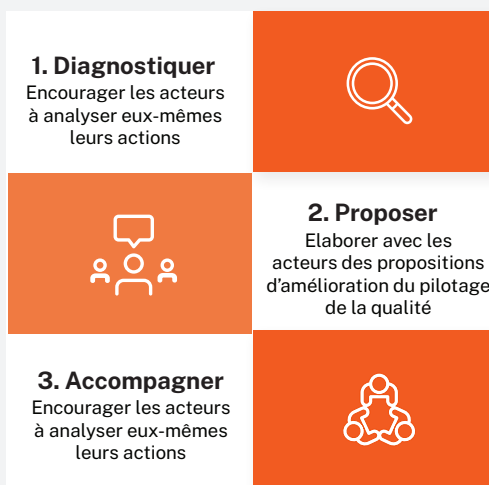 1. Diagnostiquer
Encourager les acteurs
à analyser eux-mêmes
leurs actions
2. Proposer
Elaborer avec les
acteurs des propositions
d'amélioration du pilotage
de la qualité
3. Accompagner
Encourager les acteurs
à analyser eux-mêmes
leurs actions